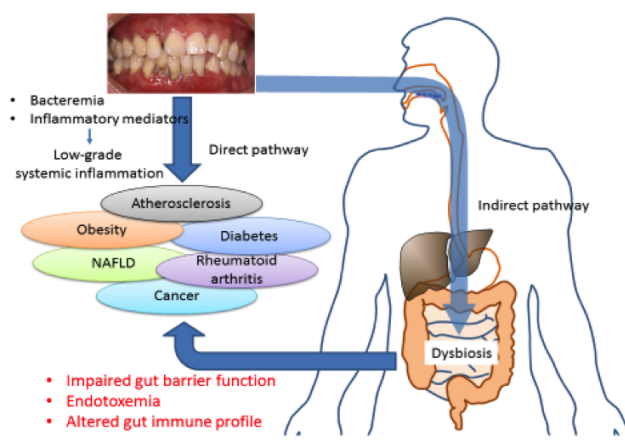 • Bacteremia
• Inflammatory mediators
Low-grade
systemic inflammation
Direct pathway
Indirect pathway
Atherosclerosis
Obesity
Diabetes
NAFLD
Rheumatoid
arthritis
Cancer
Dysbiosis
• Impaired gut barrier function
• Endotoxemia
• Altered gut immune profile